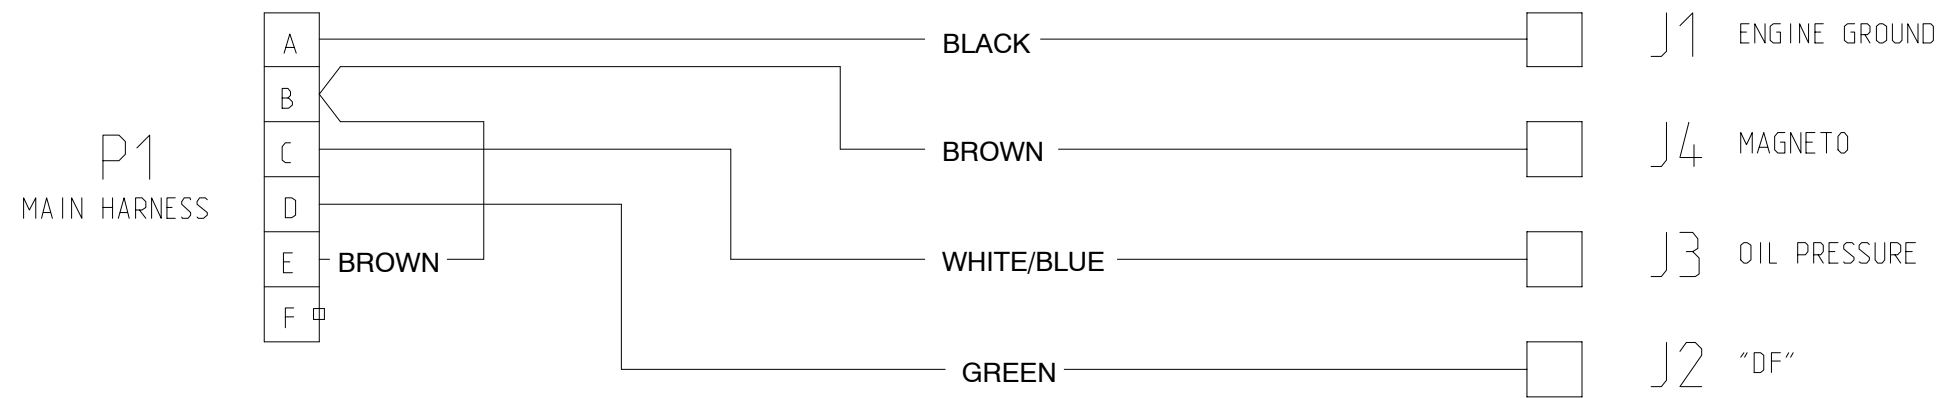 A BLACK J1 ENGINE GROUND
B
P1 C BROWN J4 MAGNETO
MAIN HARNESS D
E BROWN WHITE/BLUE J3 OIL PRESSURE
F
GREEN J2 "DF"